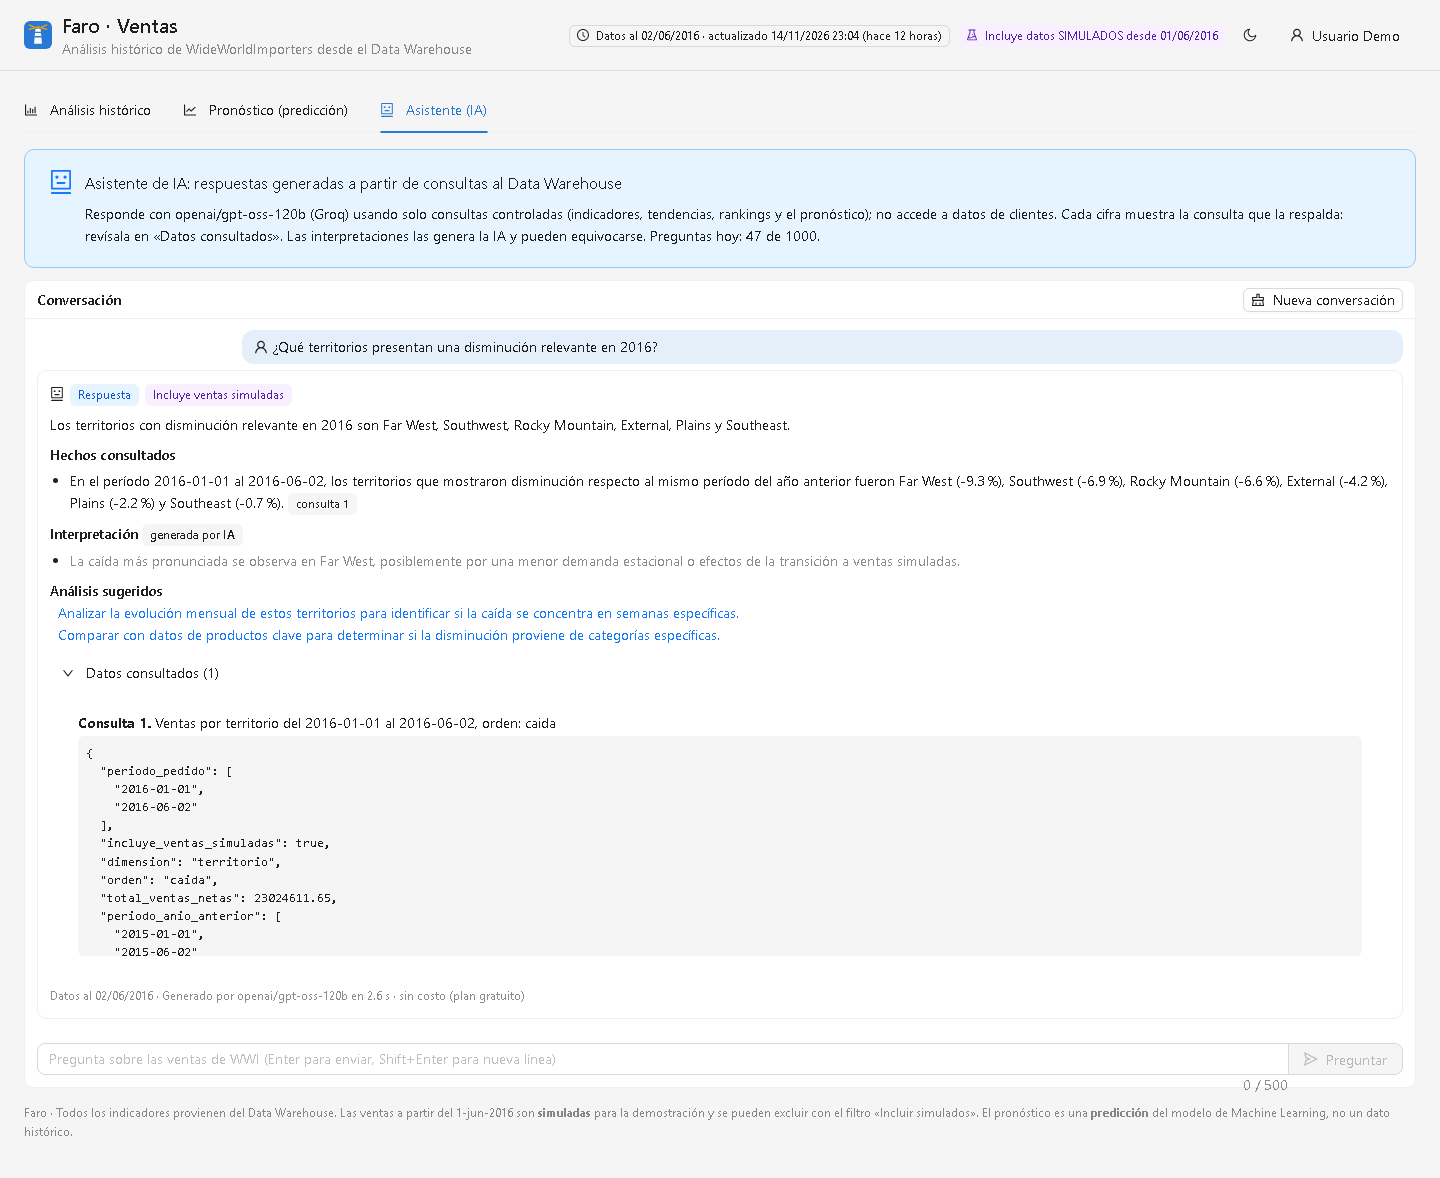 Faro · Ventas
Análisis histórico de WideWorldImporters desde el Data Warehouse
Datos al 02/06/2016 · actualizado 14/11/2026 23:04 (hace 12 horas)
Incluye datos SIMULADOS desde 01/06/2016
Usuario Demo
Análisis histórico
Pronóstico (predicción)
Asistente (IA)
Asistente de IA: respuestas generadas a partir de consultas al Data Warehouse
Responde con openai/gpt-oss-120b (Groq) usando solo consultas controladas (indicadores, tendencias, rankings y el pronóstico); no accede a datos de clientes. Cada cifra muestra la consulta que la respalda:
revísala en «Datos consultados». Las interpretaciones las genera la IA y pueden equivocarse. Preguntas hoy: 47 de 1000.
Conversación
Nueva conversación
¿Qué territorios presentan una disminución relevante en 2016?
Respuesta
Incluye ventas simuladas
Los territorios con disminución relevante en 2016 son Far West, Southwest, Rocky Mountain, External, Plains y Southeast.
Hechos consultados
• En el período 2016-01-01 al 2016-06-02, los territorios que mostraron disminución respecto al mismo período del año anterior fueron Far West (-9.3 %), Southwest (-6.9 %), Rocky Mountain (-6.6 %), External (-4.2 %),
Plains (-2.2 %) y Southeast (-0.7 %). consulta 1
Interpretación generada por IA
• La caída más pronunciada se observa en Far West, posiblemente por una menor demanda estacional o efectos de la transición a ventas simuladas.
Análisis sugeridos
Analizar la evolución mensual de estos territorios para identificar si la caída se concentra en semanas específicas.
Comparar con datos de productos clave para determinar si la disminución proviene de categorías específicas.
Datos consultados (1)
Consulta 1. Ventas por territorio del 2016-01-01 al 2016-06-02, orden: caida
{
"periodo_pedido": [
"2016-01-01",
"2016-06-02"
],
"incluye_ventas_simuladas": true,
"dimension": "territorio",
"orden": "caida",
"total_ventas_netas": 23024611.65,
"periodo_anio_anterior": [
"2015-01-01",
"2015-06-02"
Datos al 02/06/2016 · Generado por openai/gpt-oss-120b en 2.6 s · sin costo (plan gratuito)
Pregunta sobre las ventas de WWI (Enter para enviar, Shift+Enter para nueva línea)
Preguntar
0 / 500
Faro · Todos los indicadores provienen del Data Warehouse. Las ventas a partir del 1-jun-2016 son simuladas para la demostración y se pueden excluir con el filtro «Incluir simulados». El pronóstico es una predicción del modelo de Machine Learning, no un dato
histórico.